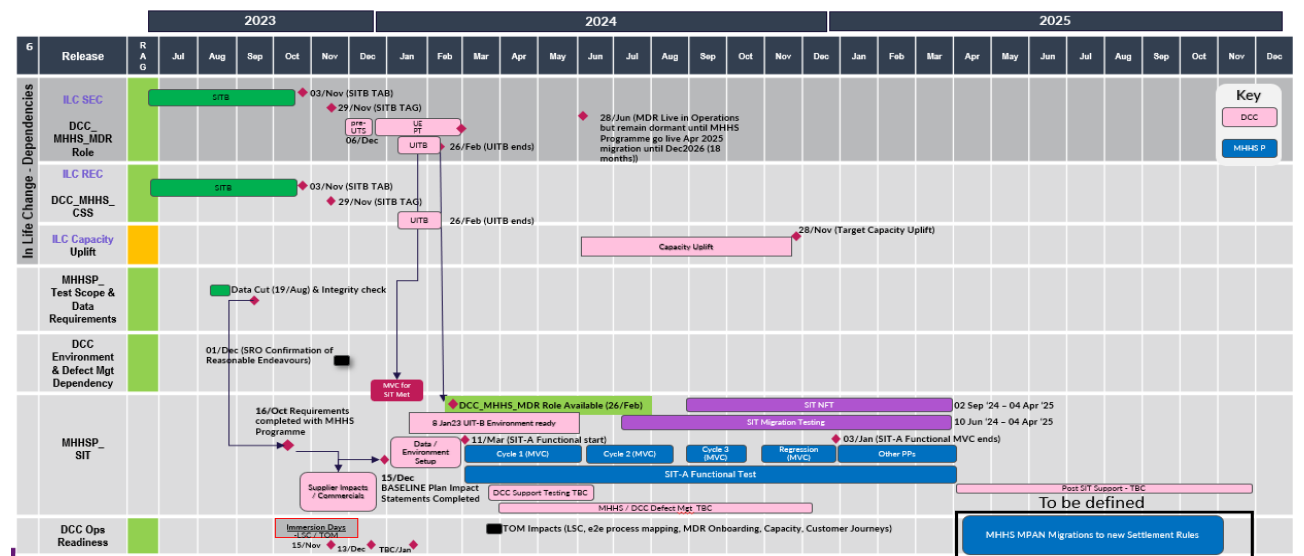 2023
2024
2025
6
Release
R
A
G
Jul
Aug
Sep
Oct
Nov
Dec
Jan
Feb
Mar
Apr
May
Jun
Jul
Aug
Sep
Oct
Nov
Dec
Jan
Feb
Mar
Apr
May
Jun
Jul
Aug
Sep
Oct
Nov
Dec
In Life Change - Dependencies
ILC SEC
DCC_
MHHS_MDR
Role
SITB
03/Nov (SITB TAB)
29/Nov (SITB TAG)
pre-
UTS
06/Dec
UE
PT
UITB
26/Feb (UITB ends)
28/Jun (MDR Live in Operations
but remain dormant until MHHS
Programme go live Apr 2025
migration until Dec2026 (18
months))
Key
DCC
MHHS P
ILC REC
DCC_MHHS_
CSS
SITB
03/Nov (SITB TAB)
29/Nov (SITB TAG)
UITB
26/Feb (UITB ends)
ILC Capacity
Uplift
Capacity Uplift
28/Nov (Target Capacity Uplift)
MHHSP_
Test Scope &
Data
Requirements
Data Cut (19/Aug) & Integrity check
DCC
Environment
& Defect Mgt
Dependency
01/Dec (SRO Confirmation of
Reasonable Endeavours)
MVC for
SIT Met
MHHSP_
SIT
16/Oct Requirements
completed with MHHS
Programme
DCC_MHHS_MDR Role Available (26/Feb)
SIT NFT
02 Sep '24 – 04 Apr '25
8 Jan23 UIT-B Environment ready
SIT Migration Testing
10 Jun '24 – 04 Apr '25
Data /
Environment
Setup
11/Mar (SIT-A Functional start)
03/Jan (SIT-A Functional MVC ends)
Cycle 1 (MVC)
Cycle 2 (MVC)
Cycle 3
(MVC)
Regression
(MVC)
Other PPs
SIT-A Functional Test
Supplier Impacts
/ Commercials
15/Dec
BASELINE Plan Impact
Statements Completed
DCC Support Testing TBC
Post SIT Support - TBC
MHHS / DCC Defect Mgt TBC
To be defined
DCC Ops
Readiness
Immersion Days
-LSC / TOM
15/Nov
13/Dec
TBC/Jan
TOM Impacts (LSC, e2e process mapping, MDR Onboarding, Capacity, Customer Journeys)
MHHS MPAN Migrations to new Settlement Rules